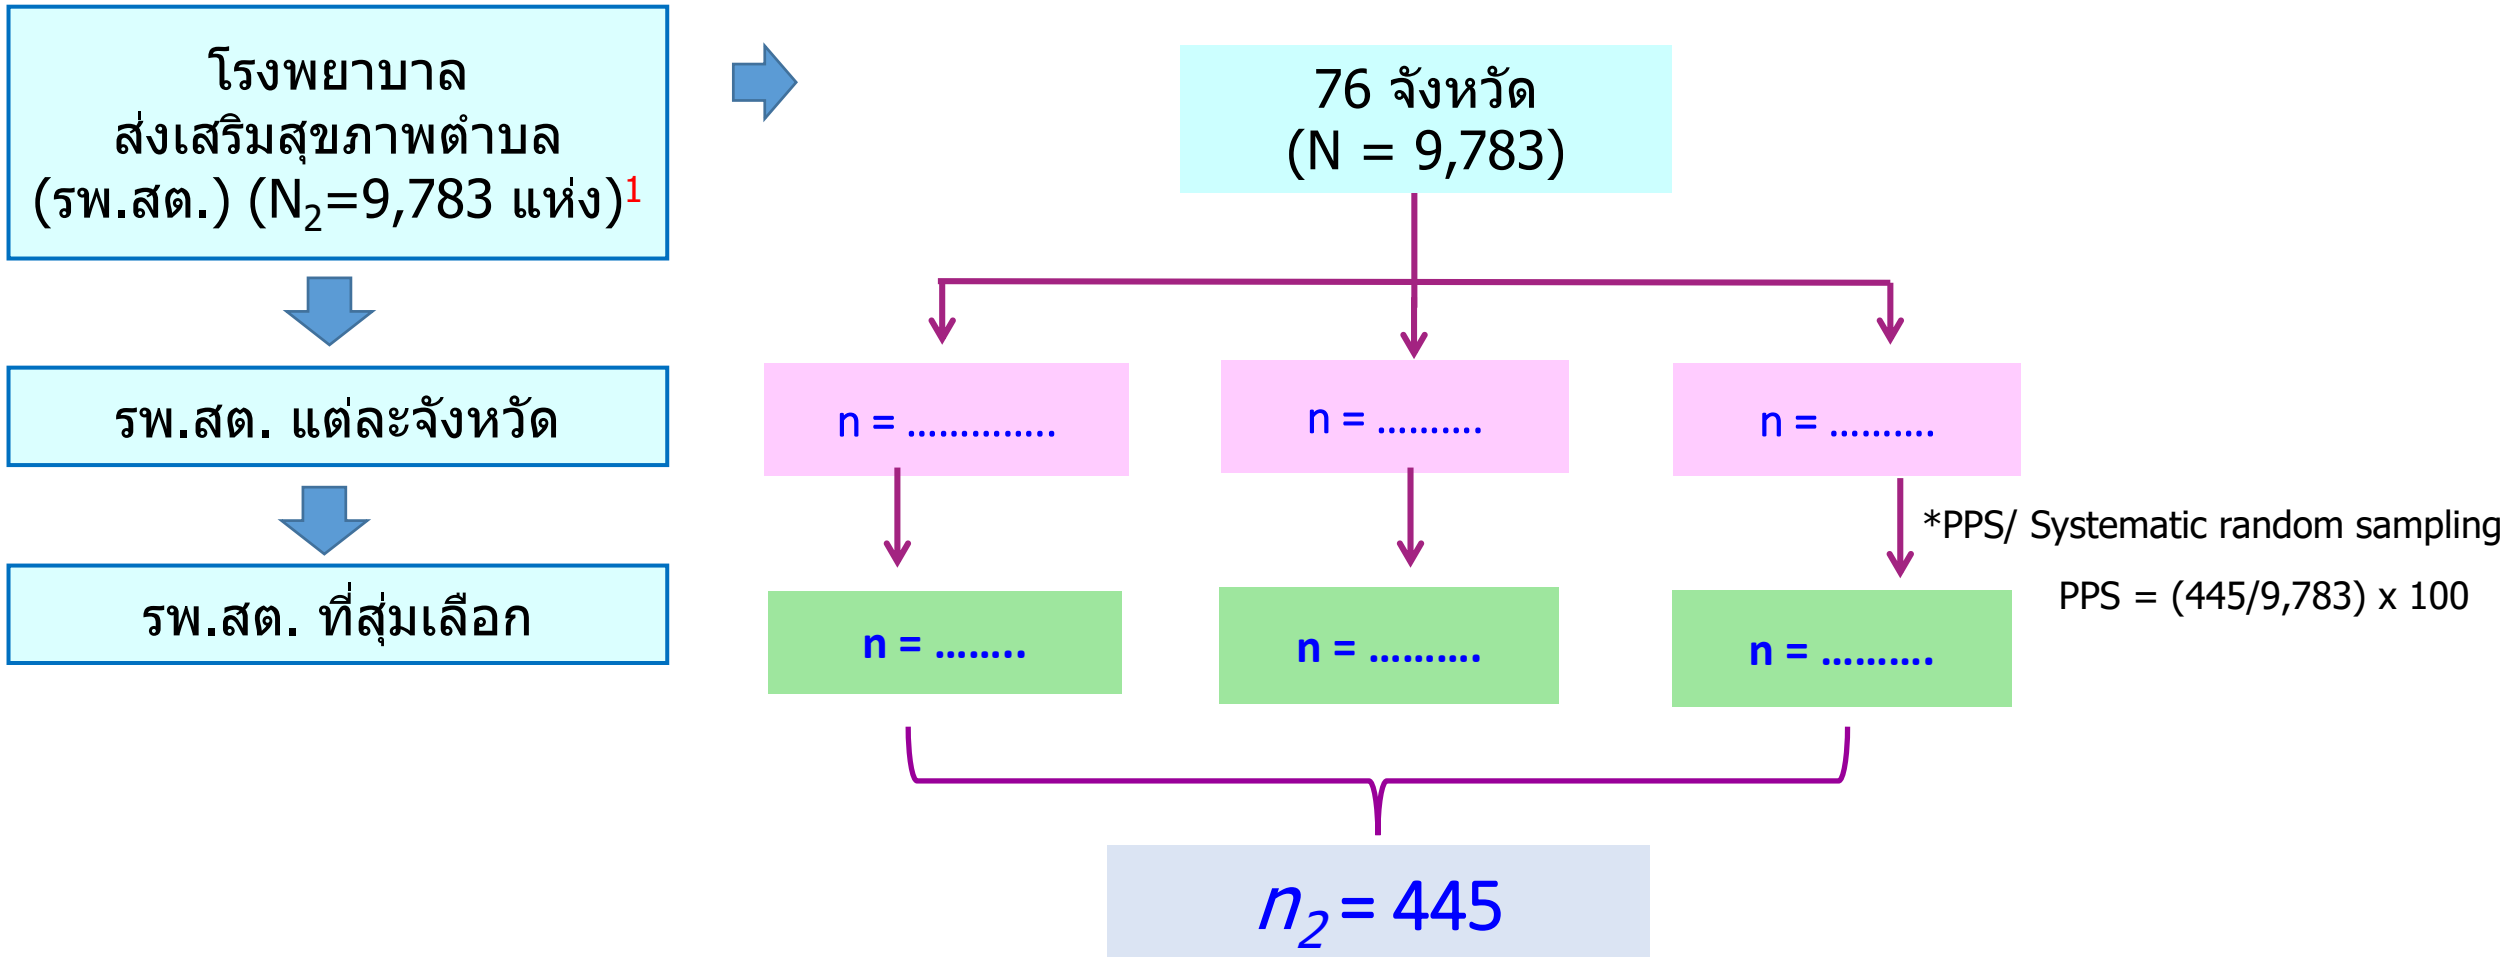 โรงพยาบาล
ส่งเสริมสุขภาพตำบล
(รพ.สต.) (N2=9,783 แห่ง)1
รพ.สต. แต่ละจังหวัด
รพ.สต. ที่สุ่มเลือก
76 จังหวัด
(N = 9,783)
n = ..............
n = ..........
n = ..........
*PPS/ Systematic random sampling
PPS = (445/9,783) x 100
n = ........
n = ..........
n = ..........
n2= 445